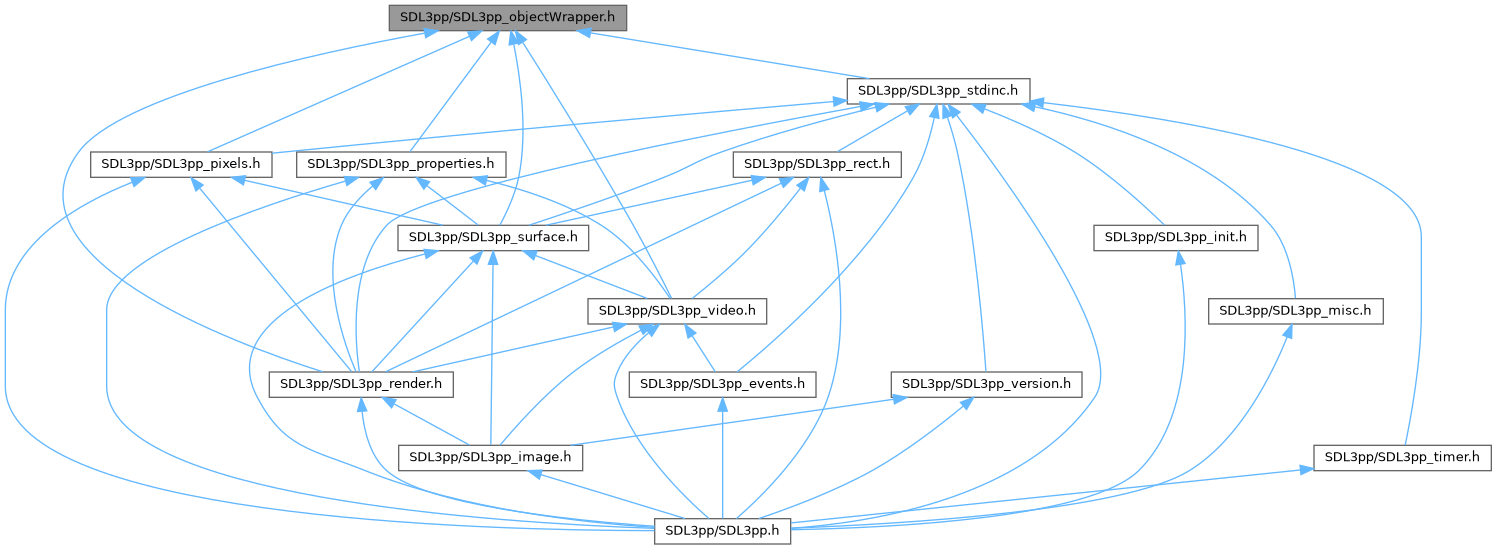 SDL3pp/SDL3pp_objectWrapper.h
SDL3pp/SDL3pp_stdinc.h
SDL3pp/SDL3pp_pixels.h
SDL3pp/SDL3pp_properties.h
SDL3pp/SDL3pp_rect.h
SDL3pp/SDL3pp_surface.h
SDL3pp/SDL3pp_init.h
SDL3pp/SDL3pp_video.h
SDL3pp/SDL3pp_misc.h
SDL3pp/SDL3pp_render.h
SDL3pp/SDL3pp_events.h
SDL3pp/SDL3pp_version.h
SDL3pp/SDL3pp_image.h
SDL3pp/SDL3pp_timer.h
SDL3pp/SDL3pp.h